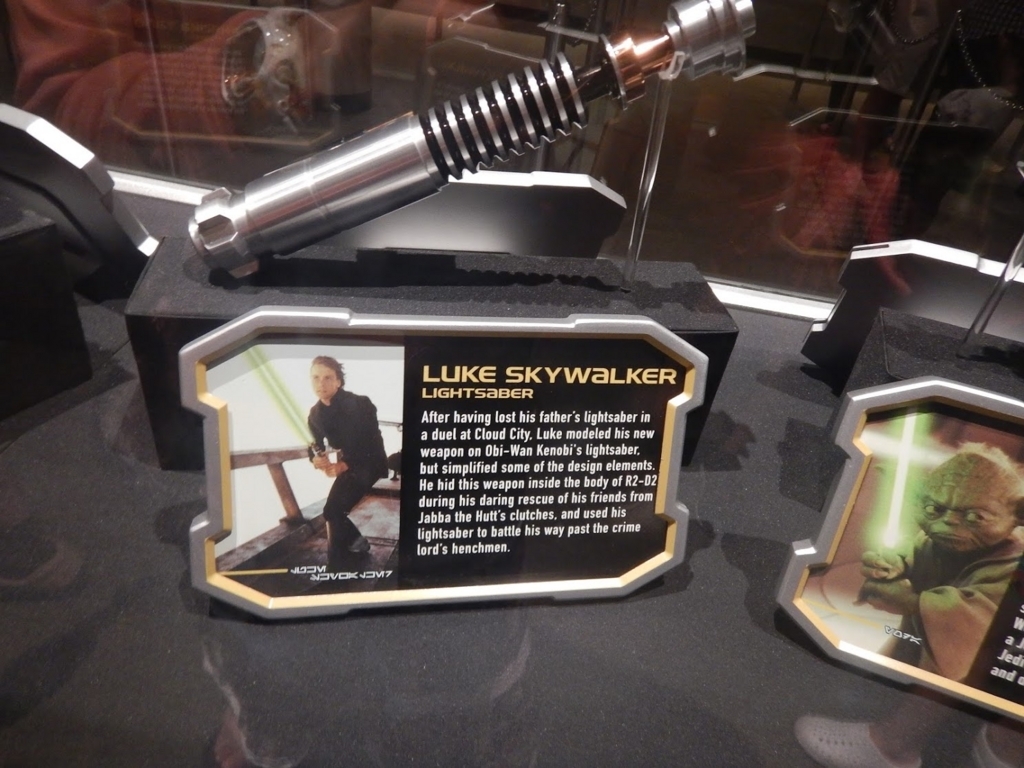 LUKE SKYWALKER
LIGHTSABER
After having lost his father's lightsaber in
a duel at Cloud City, Luke modeled his new
weapon on Obi-Wan Kenobi's lightsaber,
but simplified some of the design elements.
He hid this weapon inside the body of R2-D2
during his daring rescue of his friends from
Jabba the Hutt's clutches, and used his
lightsaber to battle his way past the crime
lord's henchmen.
a
Jedi
and